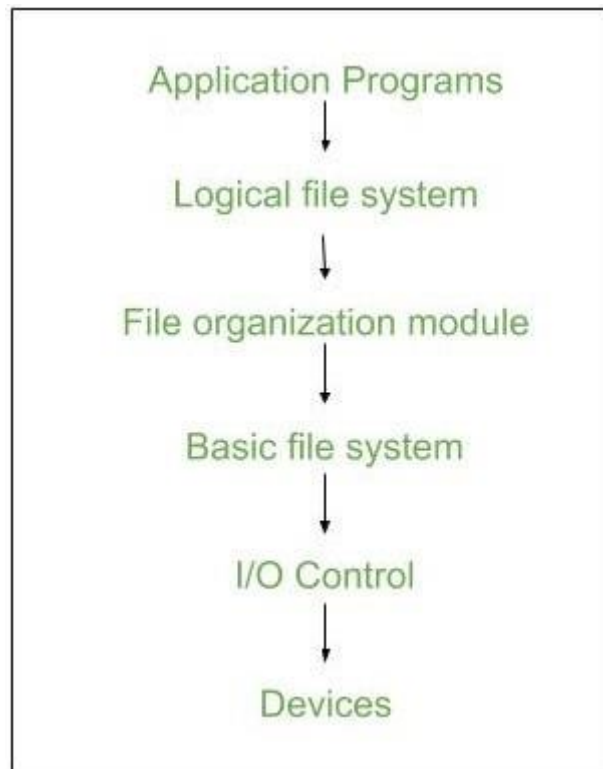 Application Programs
Logical file system
File organization module
Basic file system
I/O Control
Devices